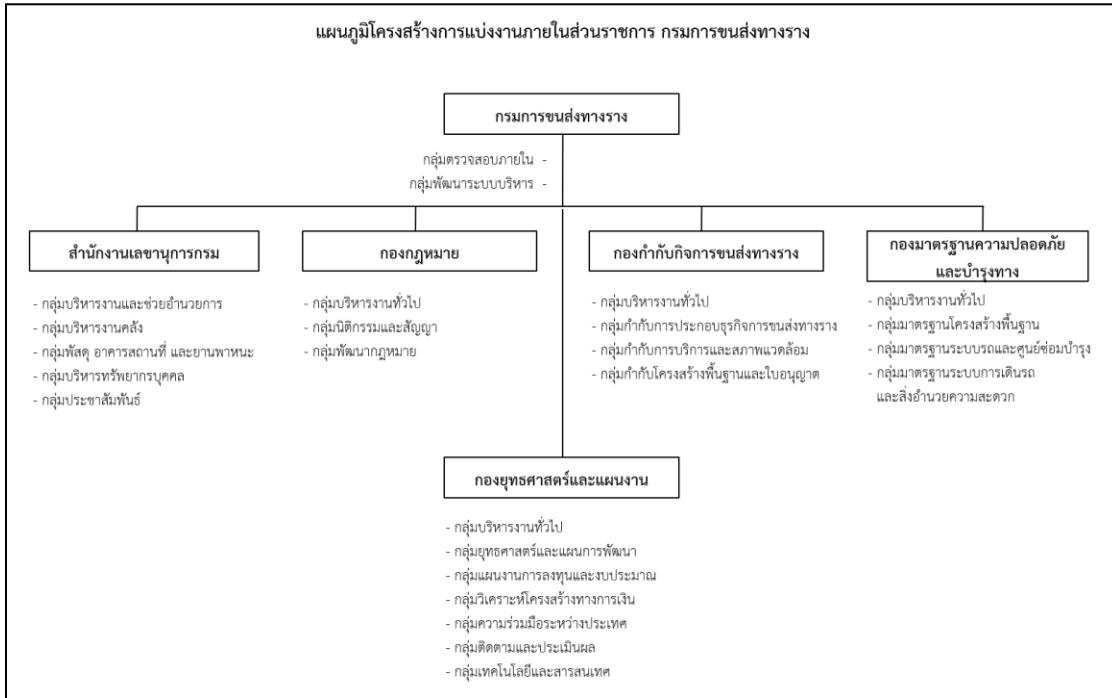 แผนภูมิโครงสร้างการแบ่งงานภายในส่วนราชการ กรมการขนส่งทางราง
กรมการขนส่งทางราง
กลุ่มตรวจสอบภายใน -
กลุ่มพัฒนาระบบบริหาร -
สำนักงานเลขานุการกรม
- กลุ่มบริหารงานและช่วยอำนวยการ
- กลุ่มบริหารงานคลัง
- กลุ่มพัสดุ อาคารสถานที่ และยานพาหนะ
- กลุ่มบริหารทรัพยากรบุคคล
- กลุ่มประชาสัมพันธ์
กองกฎหมาย
- กลุ่มบริหารงานทั่วไป
- กลุ่มนิติกรรมและสัญญา
- กลุ่มพัฒนากฎหมาย
กองกำกับกิจการขนส่งทางราง
- กลุ่มบริหารงานทั่วไป
- กลุ่มกำกับการประกอบธุรกิจการขนส่งทางราง
- กลุ่มกำกับการบริการและสภาพแวดล้อม
- กลุ่มกำกับโครงสร้างพื้นฐานและใบอนุญาต
กองมาตรฐานความปลอดภัย
และบำรุงทาง
- กลุ่มบริหารงานทั่วไป
- กลุ่มมาตรฐานโครงสร้างพื้นฐาน
- กลุ่มมาตรฐานระบบรถและศูนย์ซ่อมบำรุง
- กลุ่มมาตรฐานระบบการเดินรถ
และสิ่งอำนวยความสะดวก
กองยุทธศาสตร์และแผนงาน
- กลุ่มบริหารงานทั่วไป
- กลุ่มยุทธศาสตร์และแผนการพัฒนา
- กลุ่มแผนงานการลงทุนและงบประมาณ
- กลุ่มวิเคราะห์โครงสร้างทางการเงิน
- กลุ่มความร่วมมือระหว่างประเทศ
- กลุ่มติดตามและประเมินผล
- กลุ่มเทคโนโลยีและสารสนเทศ